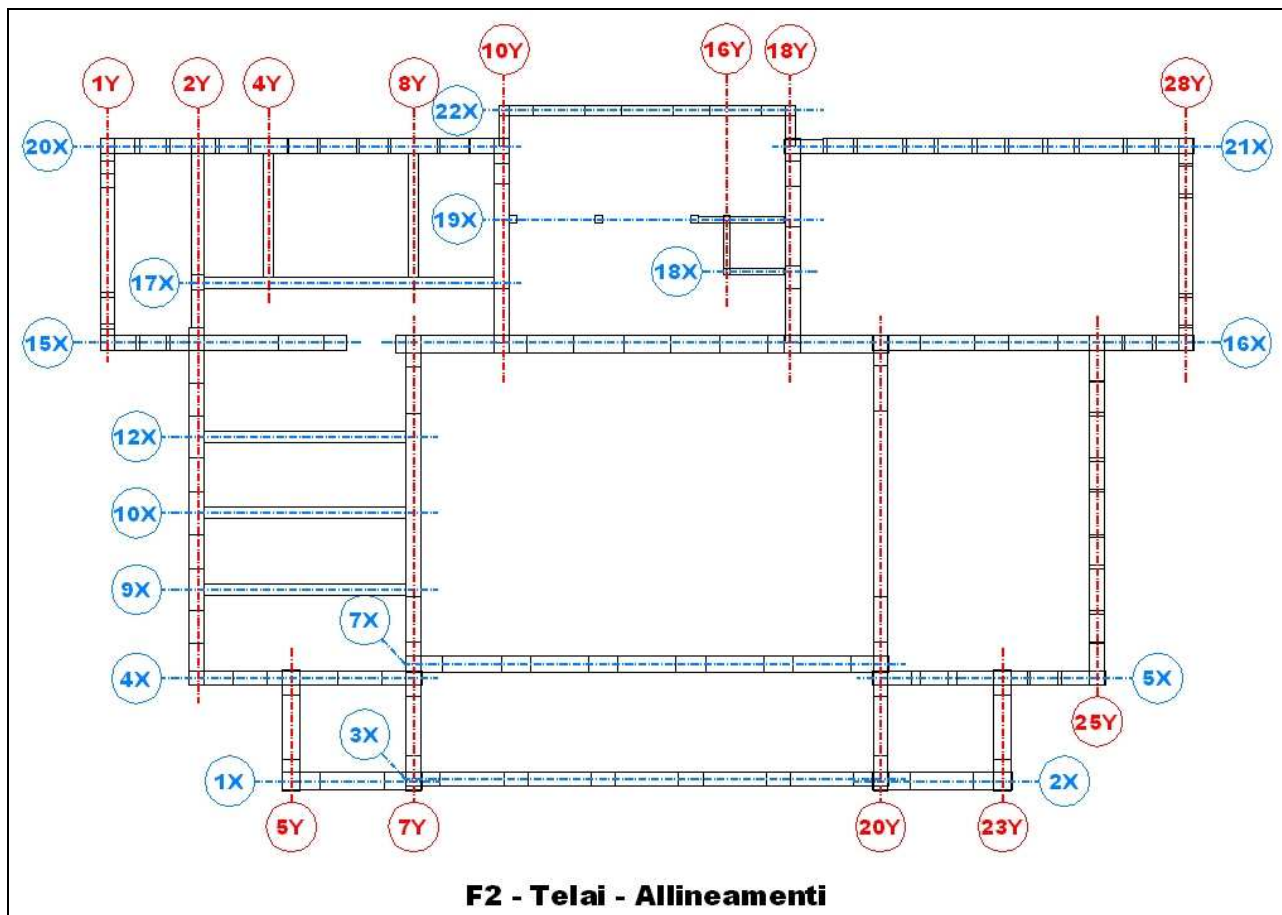 10Y
16Y
18Y
1Y
2Y
4Y
8Y
28Y
22X
20X
21X
19X
18X
17X
15X
16X
12X
10X
9X
7X
4X
5X
25Y
3X
1X
2X
5Y
7Y
20Y
23Y
F2 - Telai - Allineamenti